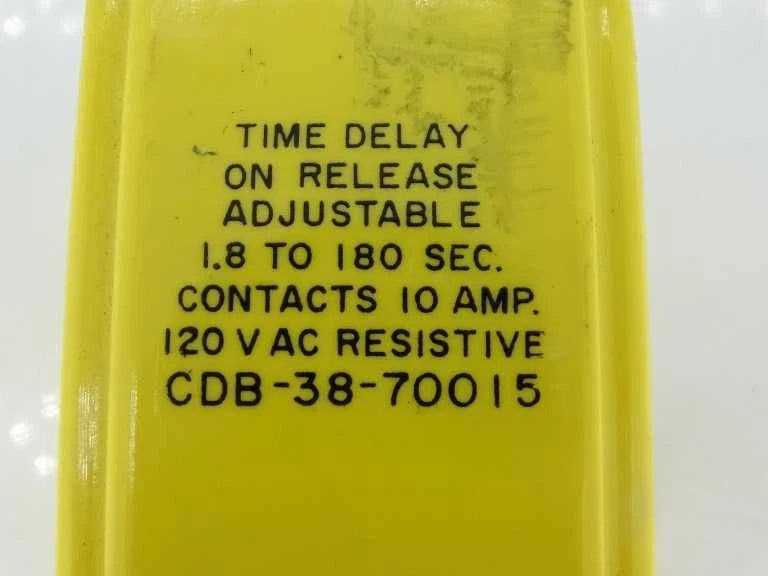 TIME DELAY
ON RELEASE
ADJUSTABLE
1.8 TO 180 SEC.
CONTACTS 10 AMP.
120 V AC RESISTIVE
CDB-38-70015